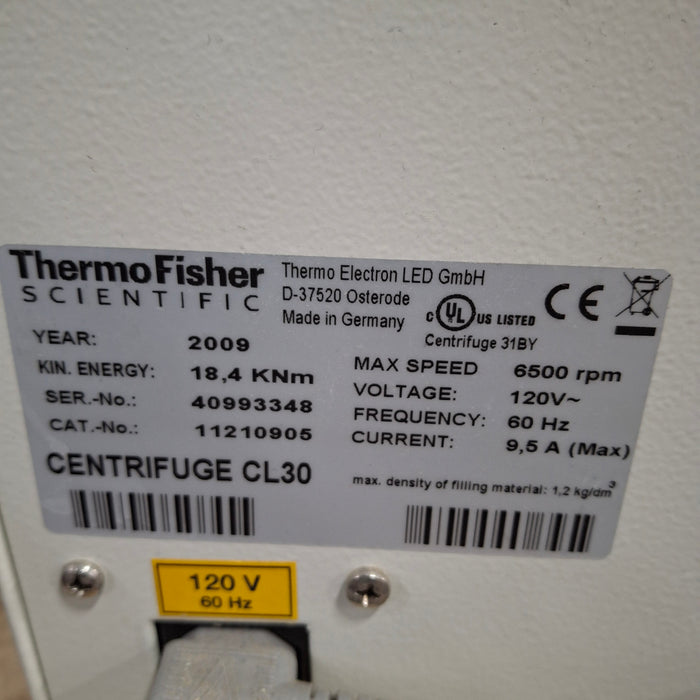 ThermoFisher
SCIENTIFIC
Thermo Electron LED GmbH
D-37520 Osterode
Made in Germany
C UL US LISTED
Centrifuge 31BY
CE
YEAR: 2009
KIN. ENERGY: 18,4 KNm
SER.-No.: 40993348
CAT.-No.: 11210905
MAX SPEED 6500 rpm
VOLTAGE: 120V~
FREQUENCY: 60 Hz
CURRENT: 9,5 A (Max)
CENTRIFUGE CL30
max. density of filling material: 1,2 kg/dm³
120 V
60 Hz